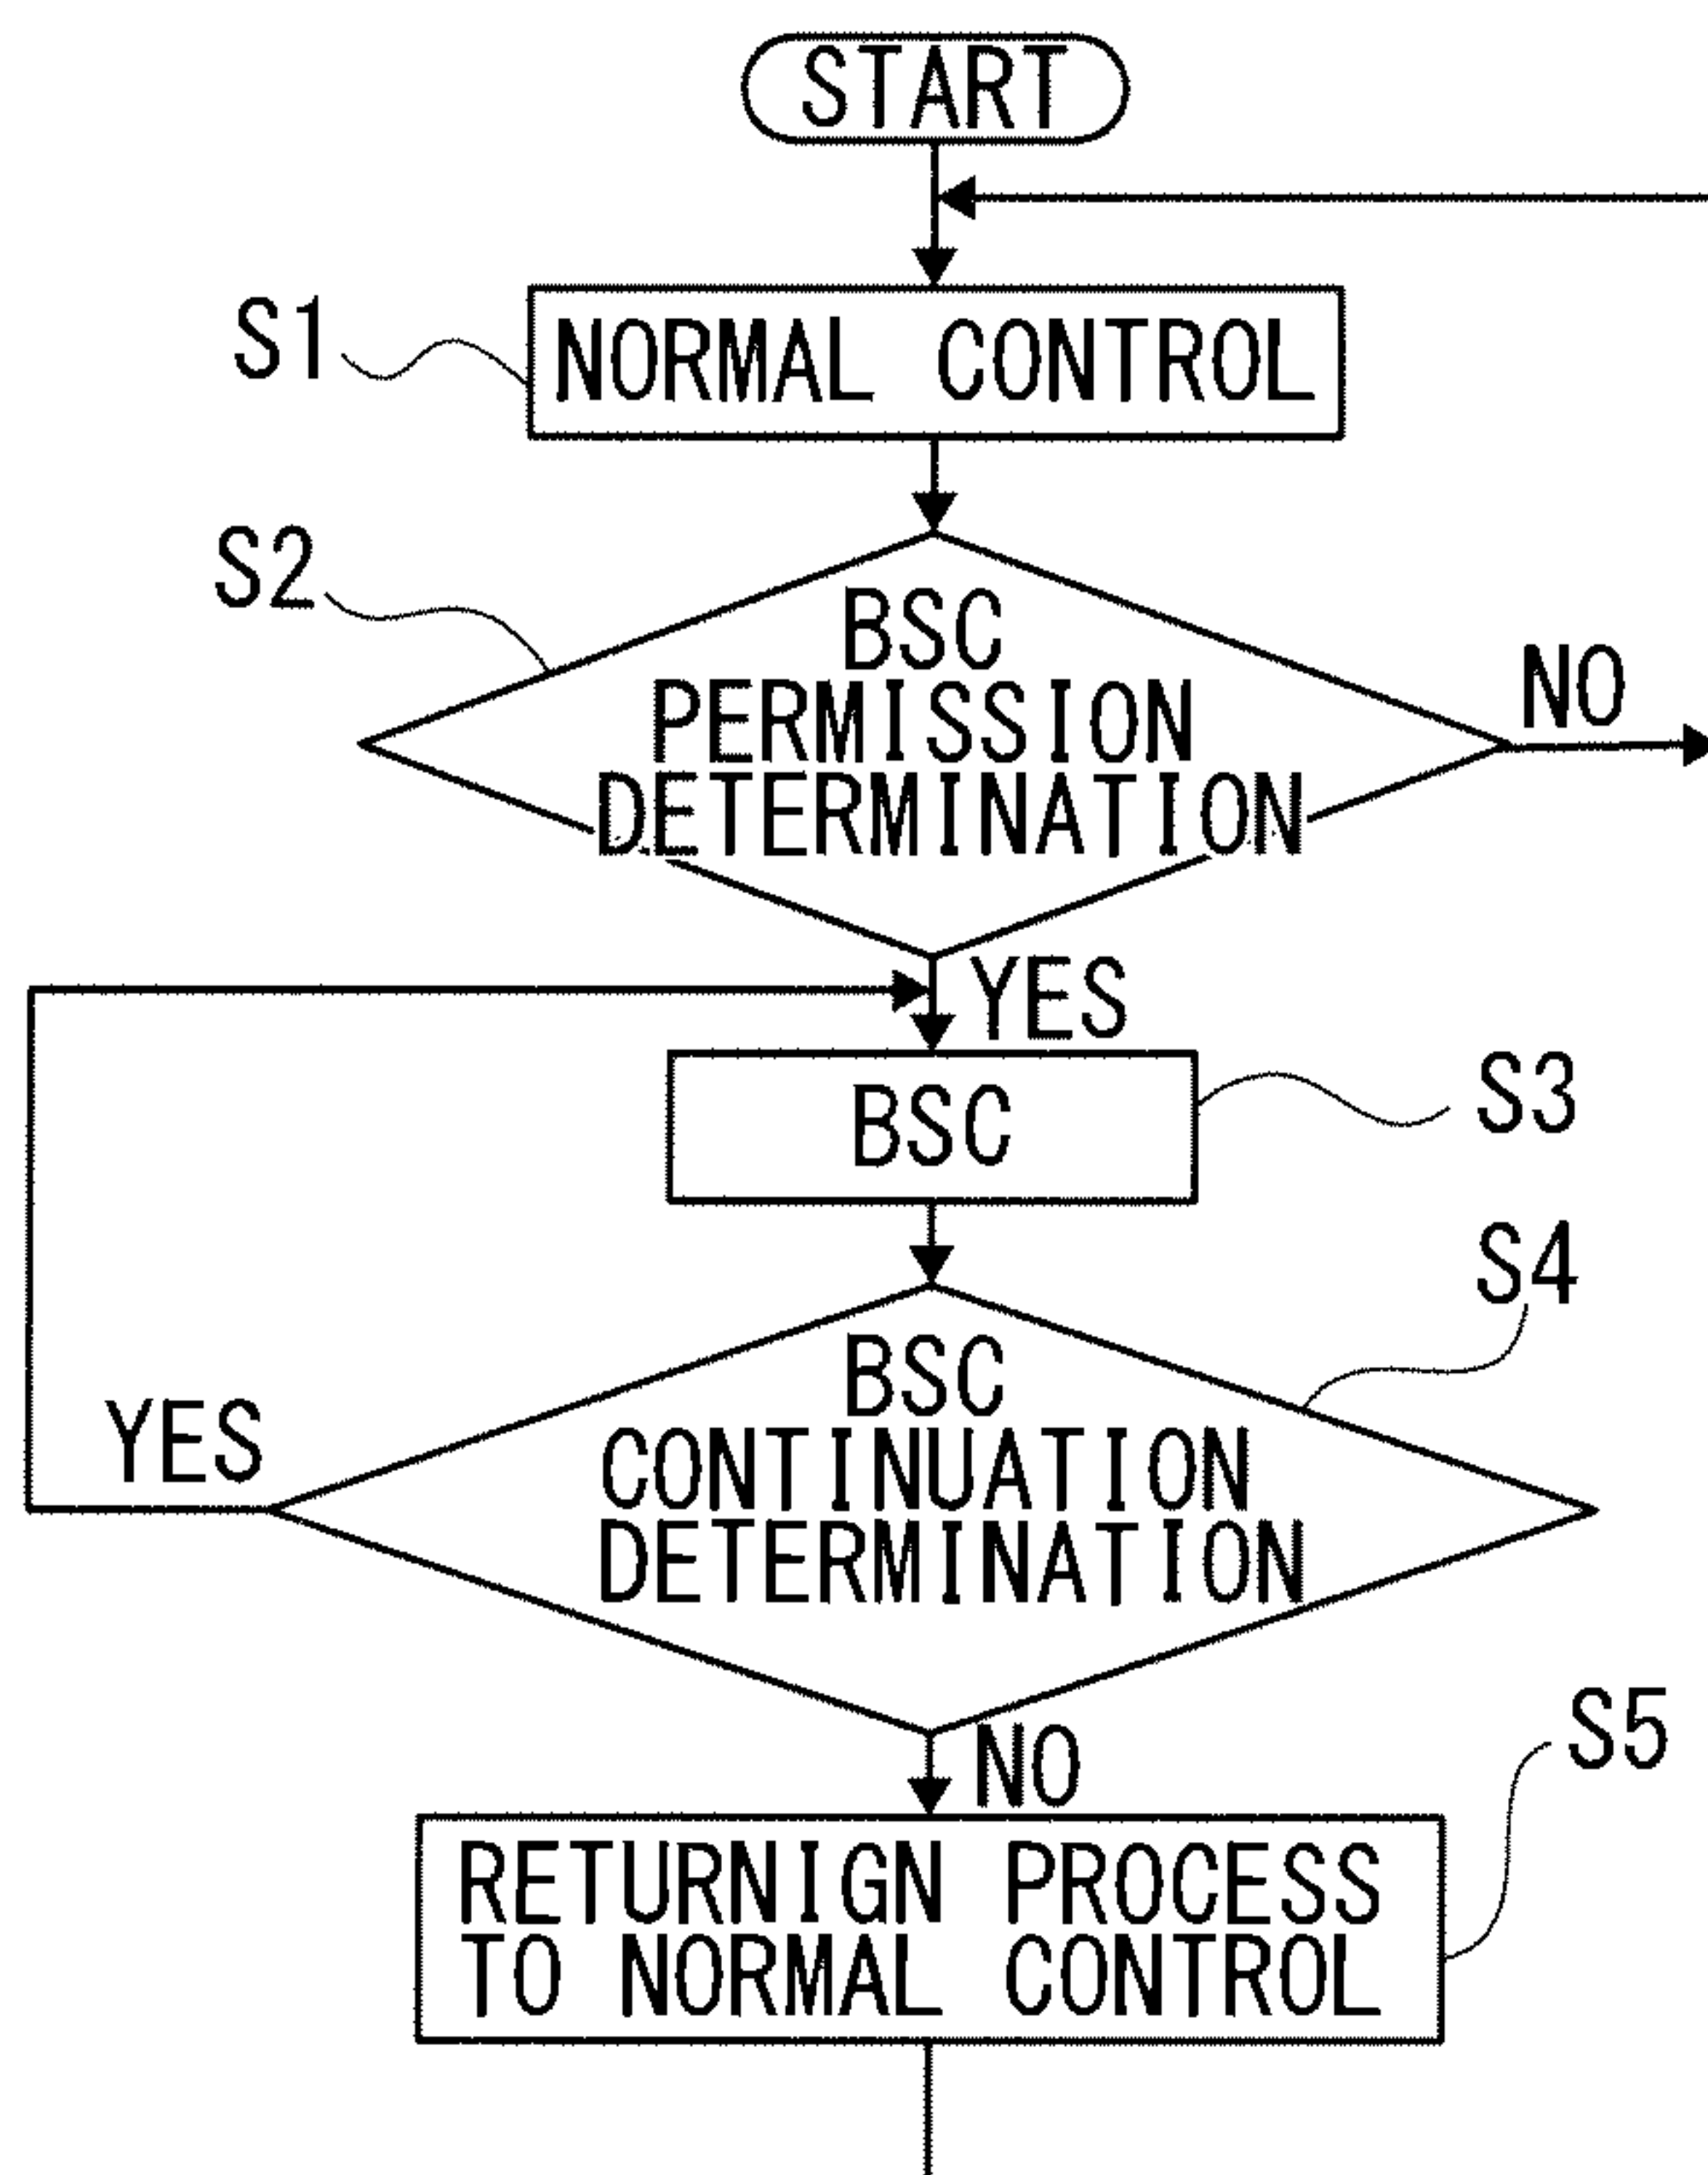 START
S1
NORMAL CONTROL
S2
BSC
PERMISSION
DETERMINATION
NO
YES
BSC
S3
S4
BSC
CONTINUATION
DETERMINATION
YES
NO
S5
RETURNIGN PROCESS
TO NORMAL CONTROL